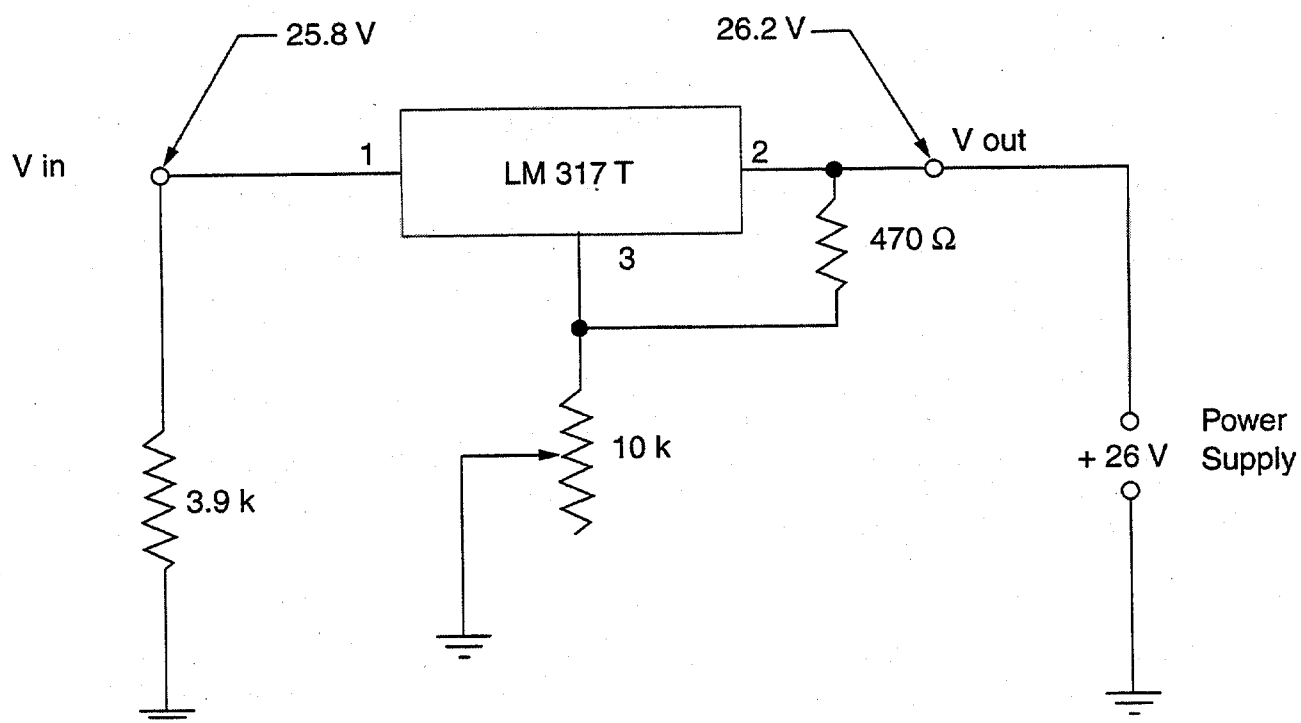 25.8 V
26.2 V
V in
1
LM 317 T
2
V out
470 Ω
3
10 k
3.9 k
+ 26 V
Power
Supply